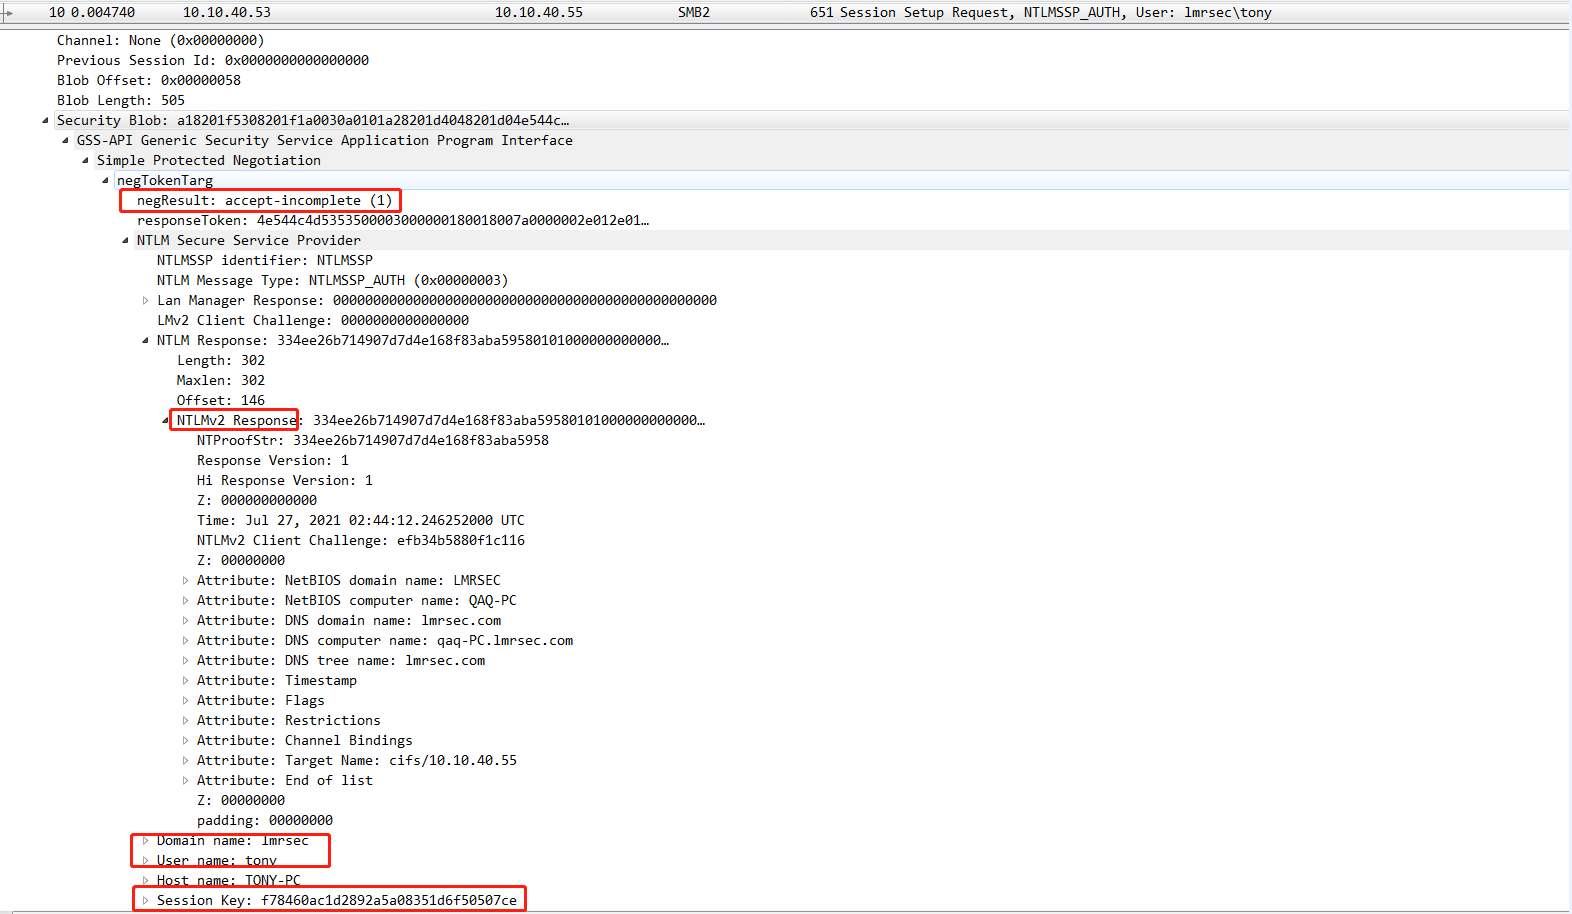 10 0.004740 10.10.40.53 10.10.40.55 SMB2 651 Session Setup Request, NTLMSSP_AUTH, User: lmrsec\tony
Channel: None (0x00000000)
Previous Session Id: 0x0000000000000000
Blob Offset: 0x00000058
Blob Length: 505
Security Blob: a18201f5308201f1a0030a0101a28201d4048201d04e544c…
GSS-API Generic Security Service Application Program Interface
Simple Protected Negotiation
negTokenTarg
negResult: accept-incomplete (1)
responseToken: 4e544c4d5353500003000000180018007a0000002e012e01…
NTLM Secure Service Provider
NTLMSSP identifier: NTLMSSP
NTLM Message Type: NTLMSSP_AUTH (0x00000003)
Lan Manager Response: 000000000000000000000000000000000000000000000000
LMv2 Client Challenge: 0000000000000000
NTLM Response: 334ee26b714907d7d4e168f83aba59580101000000000000…
Length: 302
Maxlen: 302
Offset: 146
NTLMv2 Response: 334ee26b714907d7d4e168f83aba59580101000000000000…
NTProofStr: 334ee26b714907d7d4e168f83aba5958
Response Version: 1
Hi Response Version: 1
Z: 000000000000
Time: Jul 27, 2021 02:44:12.246252000 UTC
NTLMv2 Client Challenge: efb34b5880f1c116
Z: 00000000
Attribute: NetBIOS domain name: LMRSEC
Attribute: NetBIOS computer name: QAQ-PC
Attribute: DNS domain name: lmrsec.com
Attribute: DNS computer name: qaq-PC.lmrsec.com
Attribute: DNS tree name: lmrsec.com
Attribute: Timestamp
Attribute: Flags
Attribute: Restrictions
Attribute: Channel Bindings
Attribute: Target Name: cifs/10.10.40.55
Attribute: End of list
Z: 00000000
padding: 00000000
Domain name: lmrsec
User name: tony
Host name: TONY-PC
Session Key: f78460ac1d2892a5a08351d6f50507ce